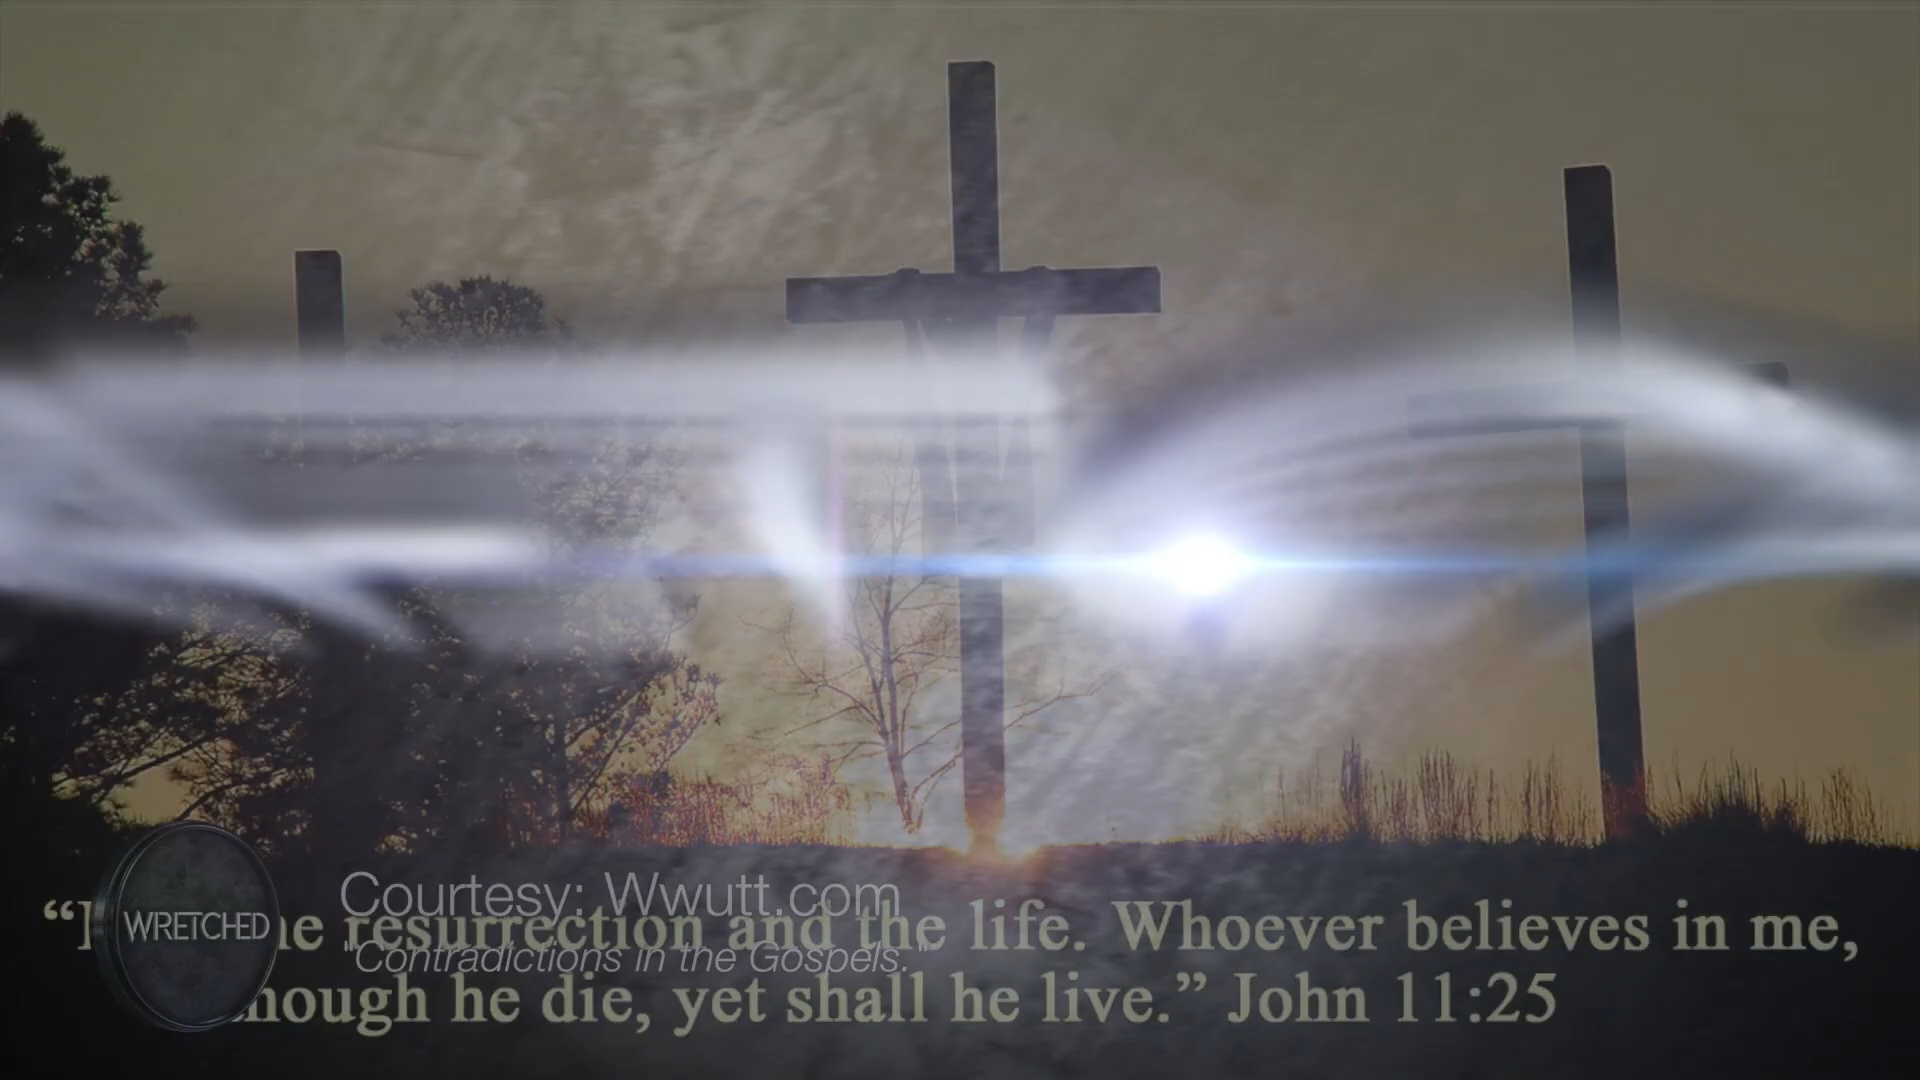 WRETCHED
Courtesy: Wwutt.com
"Contradictions in the Gospels."
resurrection and the life. Whoever believes in me,
he die, yet shall he live.” John 11:25